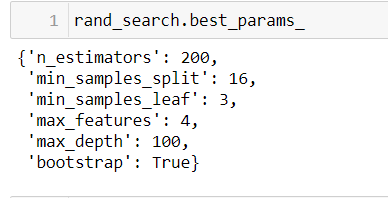 1 rand_search.best_params_
{'n_estimators': 200,
'min_samples_split': 16,
'min_samples_leaf': 3,
'max_features': 4,
'max_depth': 100,
'bootstrap': True}